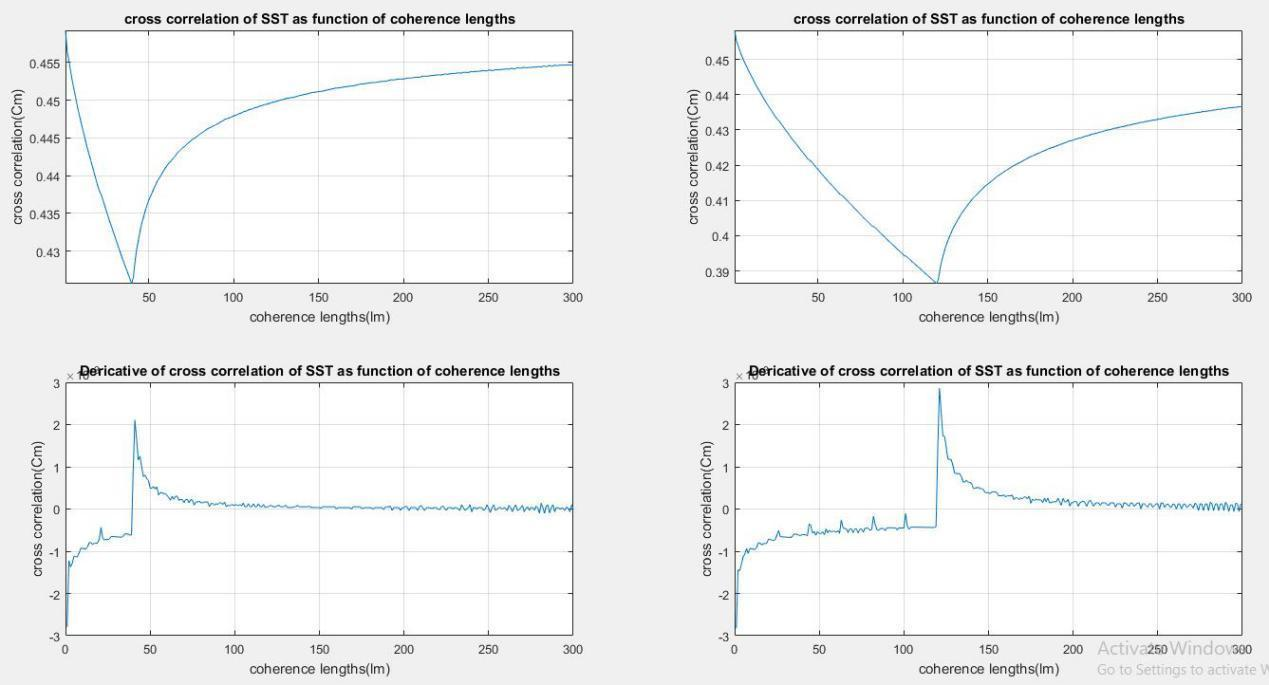 cross correlation of SST as function of coherence lengths
cross correlation(Cm)
0.455
0.45
0.445
0.44
0.435
0.43
50 100 150 200 250 300
coherence lengths(lm)
cross correlation of SST as function of coherence lengths
cross correlation(Cm)
0.45
0.44
0.43
0.42
0.41
0.4
0.39
50 100 150 200 250 300
coherence lengths(lm)
Dericative of cross correlation of SST as function of coherence lengths
× 10
cross correlation(Cm)
3
2
1
0
-1
-2
-3
0 50 100 150 200 250 300
coherence lengths(lm)
Dericative of cross correlation of SST as function of coherence lengths
× 10
cross correlation(Cm)
3
2
1
0
-1
-2
-3
0 50 100 150 200 250 300
coherence lengths(lm)
Activate Windows
Go to Settings to activate W